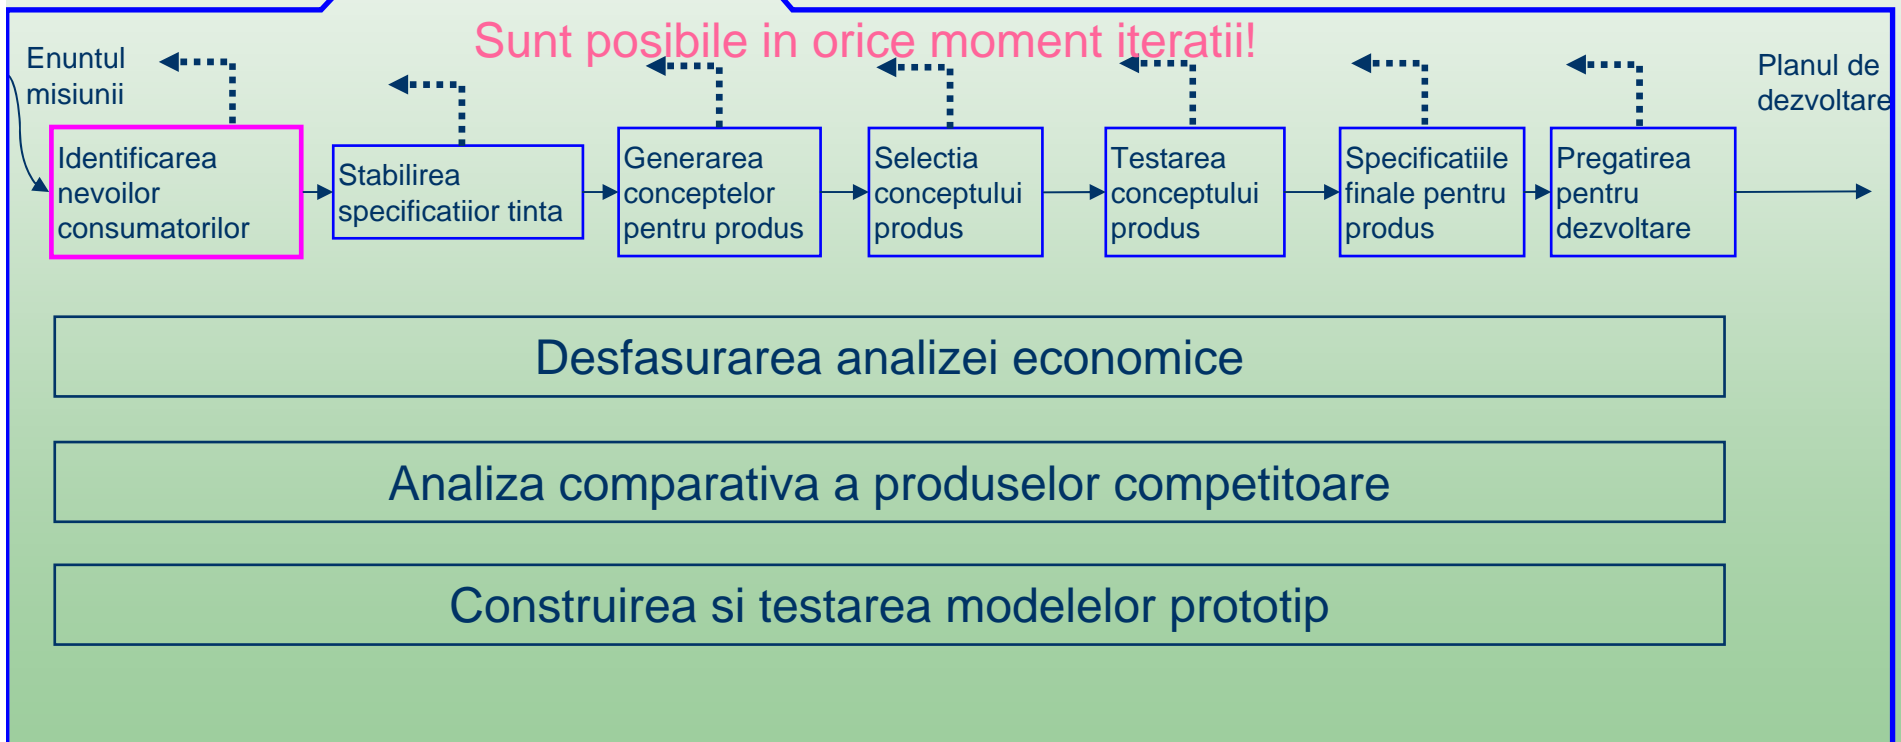 Sunt posibile in orice moment iteratii!
Enuntul
misiunii
Planul de
dezvoltare
Identificarea
nevoilor
consumatorilor
Stabilirea
specificatiior tinta
Generarea
conceptelor
pentru produs
Selectia
conceptului
produs
Testarea
conceptului
produs
Specificatiile
finale pentru
produs
Pregatirea
pentru
dezvoltare
Desfasurarea analizei economice
Analiza comparativa a produselor competitoare
Construirea si testarea modelelor prototip